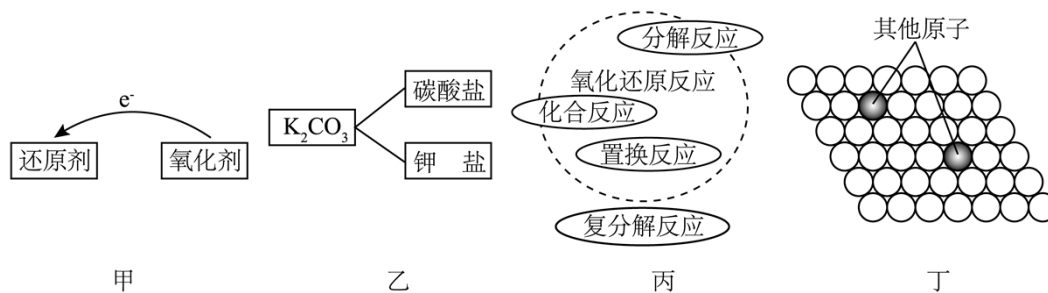 e⁻
还原剂
氧化剂
甲
K₂CO₃
碳酸盐
钾 盐
乙
分解反应
氧化还原反应
化合反应
置换反应
复分解反应
丙
其他原子
丁